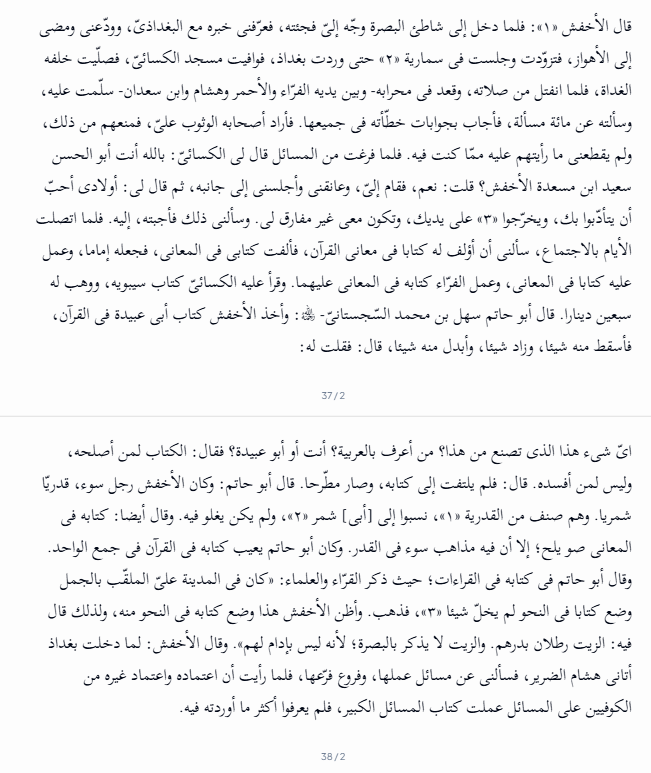 قال الأخفش «١»: فلما دخل إلى شاطئ البصرة وجّه إلىّ فجئته، فعرّفنى خبره مع البغداذىّ، وودّعنى ومضى
إلى الأهواز، فتزوّدت وجلست فى سمارية «٢» حتى وردت بغداذ، فوافيت مسجد الكسائىّ، فصلّيت خلفه
الغداة، فلما انفتل من صلاته، وقعد فى محرابه- وبين يديه الفرّاء والأحمر وهشام وابن سعدان- سلّمت عليه،
وسألته عن مائة مسألة، فأجاب بجوابات خطّأته فى جميعها. فأراد أصحابه الوثوب علىّ، فمنعهم من ذلك،
ولم يقطعنى ما رأيتهم عليه ممّا كنت فيه. فلما فرغت من المسائل قال لى الكسائىّ: بالله أنت أبو الحسن
سعيد ابن مسعدة الأخفش؟ قلت: نعم، فقام إلىّ، وعانقنى وأجلسنى إلى جانبه، ثم قال لى: أولادى أحبّ
أن يتأدّبوا بك، ويخرّجوا «٣» على يديك، وتكون معى غير مفارق لى. وسألنى ذلك فأجبته، إليه. فلما اتصلت
الأيام بالاجتماع، سألنى أن أؤلف له كتابا فى معانى القرآن، فألفت كتابى فى المعانى، فجعله إماما، وعمل
عليه كتابا فى المعانى، وعمل الفرّاء كتابه فى المعانى عليهما. وقرأ عليه الكسائىّ كتاب سيبويه، ووهب له
سبعين دينارا. قال أبو حاتم سهل بن محمد السّجستانىّ- ﵀: وأخذ الأخفش كتاب أبى عبيدة فى القرآن،
فأسقط منه شيئا، وزاد شيئا، وأبدل منه شيئا، قال: فقلت له:
37/2
اىّ شىء هذا الذى تصنع من هذا؟ من أعرف بالعربية؟ أنت أو أبو عبيدة؟ فقال: الكتاب لمن أصلحه،
وليس لمن أفسده. قال: فلم يلتفت إلى كتابه، وصار مطّرحا. قال أبو حاتم: وكان الأخفش رجل سوء، قدريّا
شمريا. وهم صنف من القدرية «١»، نسبوا إلى [أبى] شمر «٢»، ولم يكن يغلو فيه. وقال أيضا: كتابه فى
المعانى صو يلح؛ إلا أن فيه مذاهب سوء فى القدر. وكان أبو حاتم يعيب كتابه فى القرآن فى جمع الواحد.
وقال أبو حاتم فى كتابه فى القراءات؛ حيث ذكر القرّاء والعلماء: «كان فى المدينة علىّ الملقّب بالجمل
وضع كتابا فى النحو لم يخلّ شيئا «٣»، فذهب. وأظن الأخفش هذا وضع كتابه فى النحو منه، ولذلك قال
فيه: الزيت رطلان بدرهم. والزيت لا يذكر بالبصرة؛ لأنه ليس بإدام لهم». وقال الأخفش: لما دخلت بغداذ
أتانى هشام الضرير، فسألنى عن مسائل عملها، وفروع فرّعها، فلما رأيت أن اعتماده واعتماد غيره من
الكوفيين على المسائل عملت كتاب المسائل الكبير، فلم يعرفوا أكثر ما أوردته فيه.
38/2